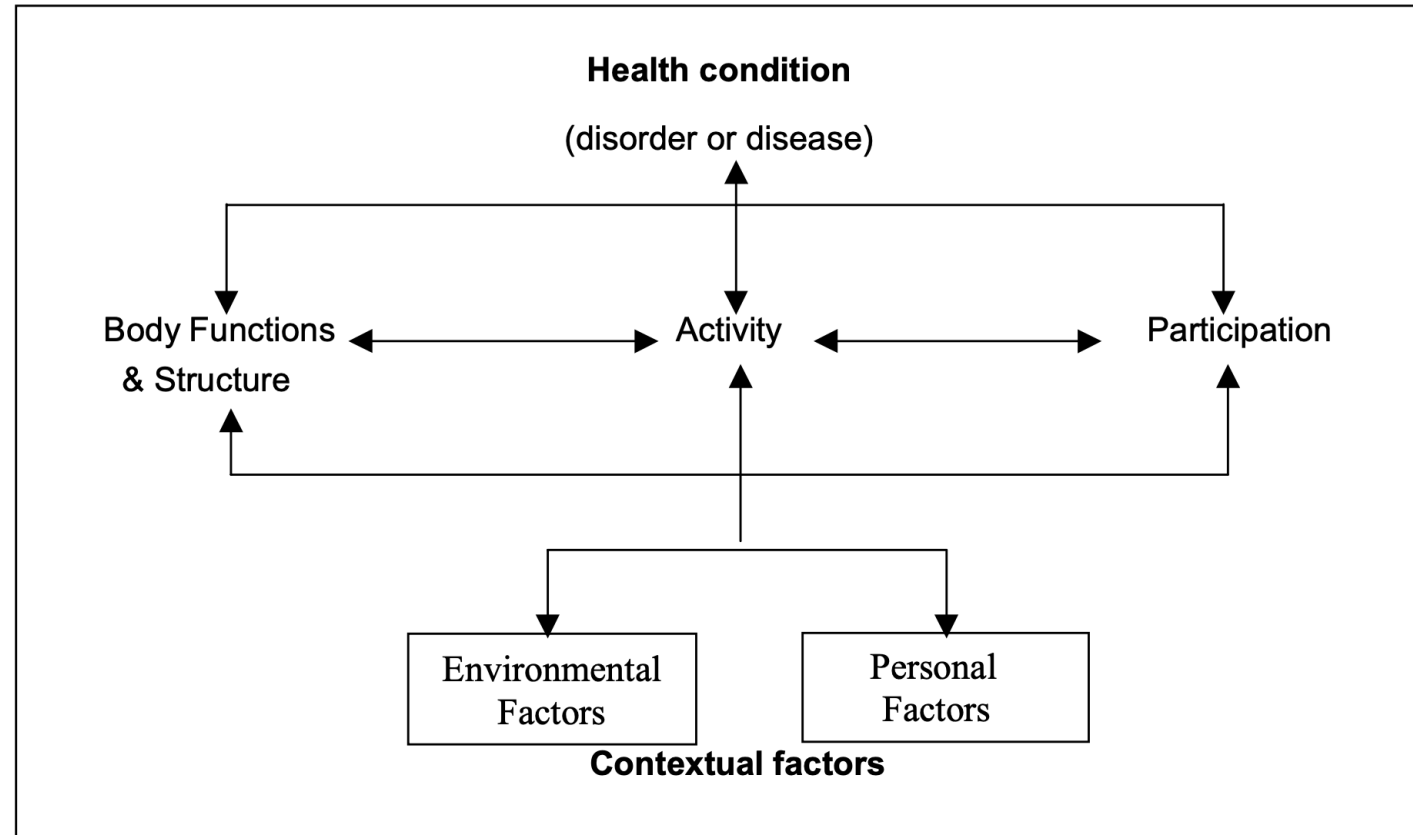 Health condition
(disorder or disease)
Body Functions
& Structure
Activity
Participation
Environmental
Factors
Personal
Factors
Contextual factors